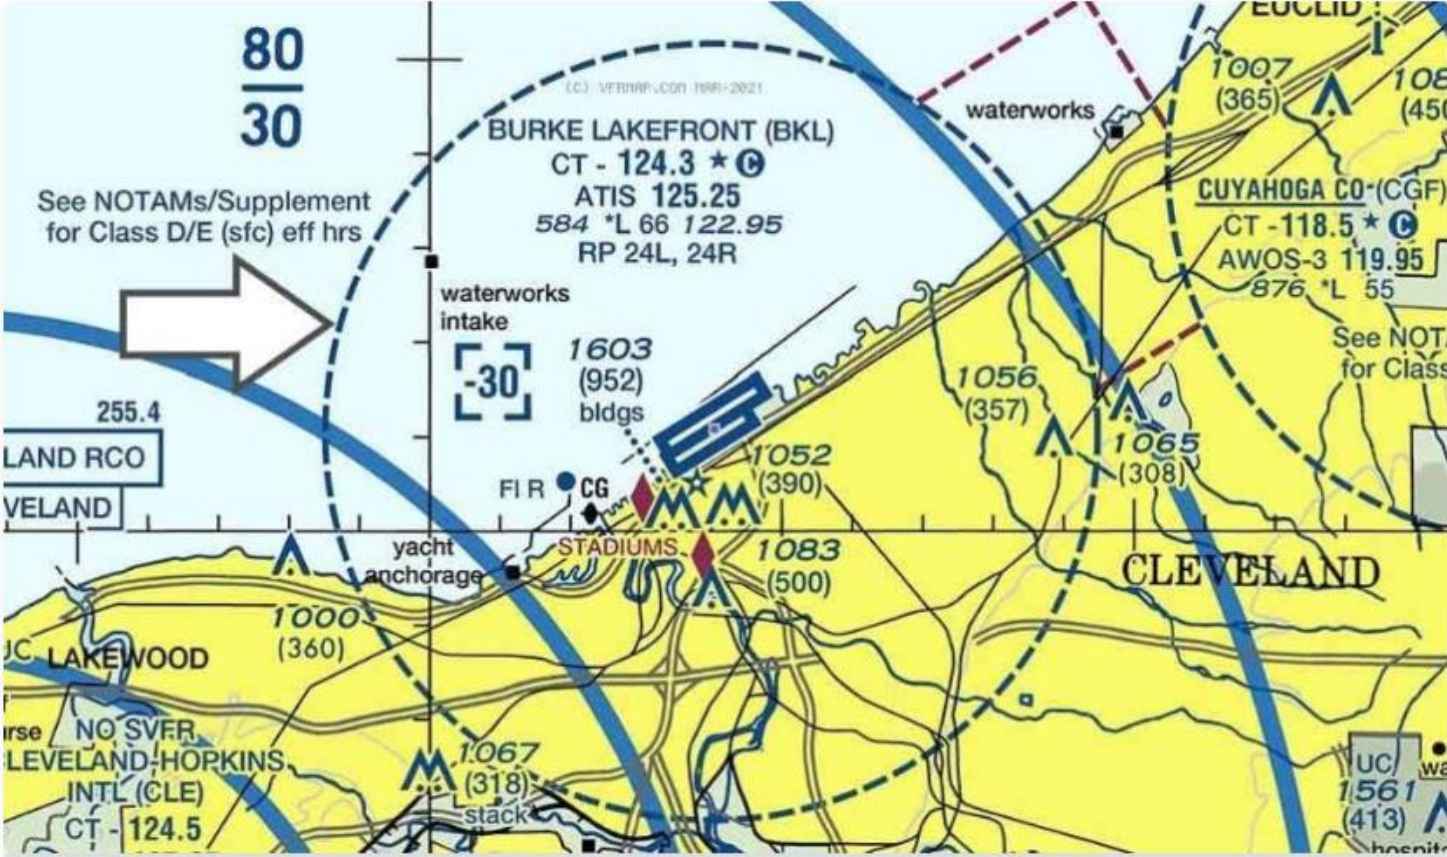 80
30
See NOTAMs/Supplement
for Class D/E (sfc) eff hrs
(C) VFRMAP.COM MAR-2021
BURKE LAKEFRONT (BKL)
CT - 124.3 * C
ATIS 125.25
584 *L 66 122.95
RP 24L, 24R
EUCLID
waterworks
1007
(365)
CUYAHOGA CO (CGF)
CT - 118.5 * C
AWOS-3 119.95
876 *L 55
See NOT
for Class
waterworks
intake
-30
1603
(952)
bldgs
1056
(357)
1065
(308)
255.4
LAND RCO
VELAND
Fl R
CG
1052
(390)
STADIUMS
1083
(500)
yacht
anchorage
CLEVELAND
1000
(360)
UC
LAKEWOOD
NO SVFR
CLEVELAND-HOPKINS
INTL (CLE)
CT - 124.5
1067
(318)
stack
UC
1561
(413)